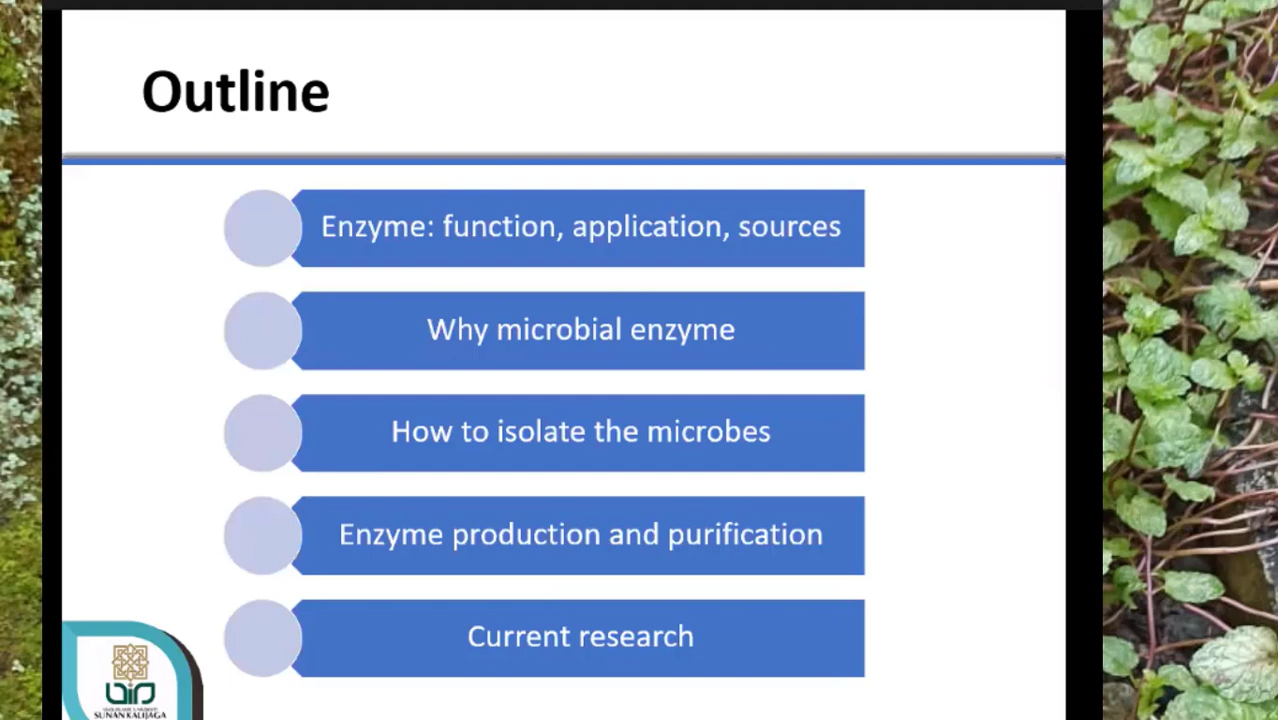 Outline
Enzyme: function, application, sources
Why microbial enzyme
How to isolate the microbes
Enzyme production and purification
Current research
uin
SUNAN KALIJAGA